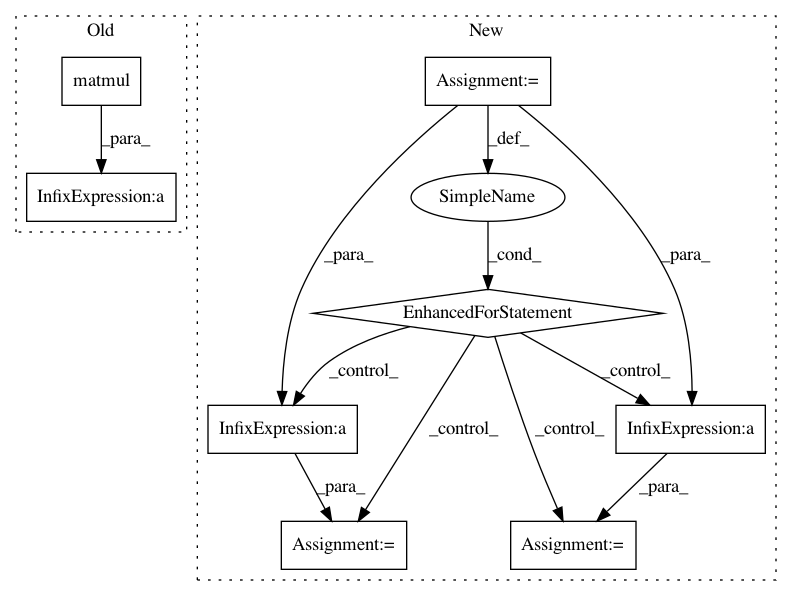 Old
New
matmul
Assignment:=
_para_
_def_
InfixExpression:a
SimpleName
_para_
_cond_
_para_
EnhancedForStatement
_control_
_control_
InfixExpression:a
_control_
_control_
InfixExpression:a
_para_
_para_
Assignment:=
Assignment:=